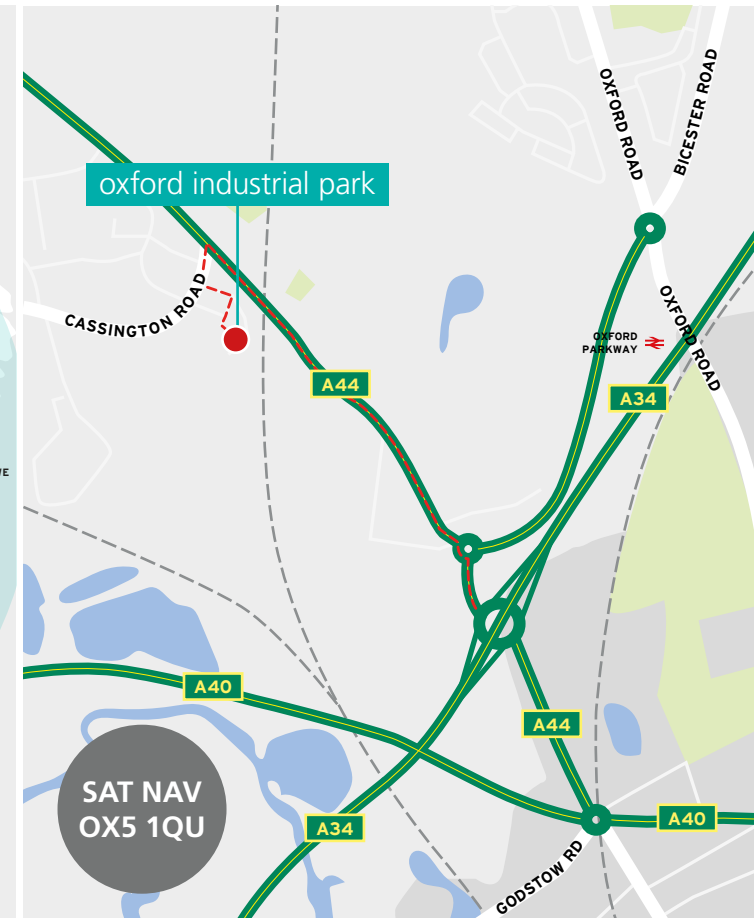 OXFORD ROAD
BICESTER ROAD
oxford industrial park
CASSINGTON ROAD
OXFORD ROAD
OXFORD
PARKWAY
A44
A34
A40
A44
SAT NAV
OX5 1QU
A34
A40
GODSTOW RD